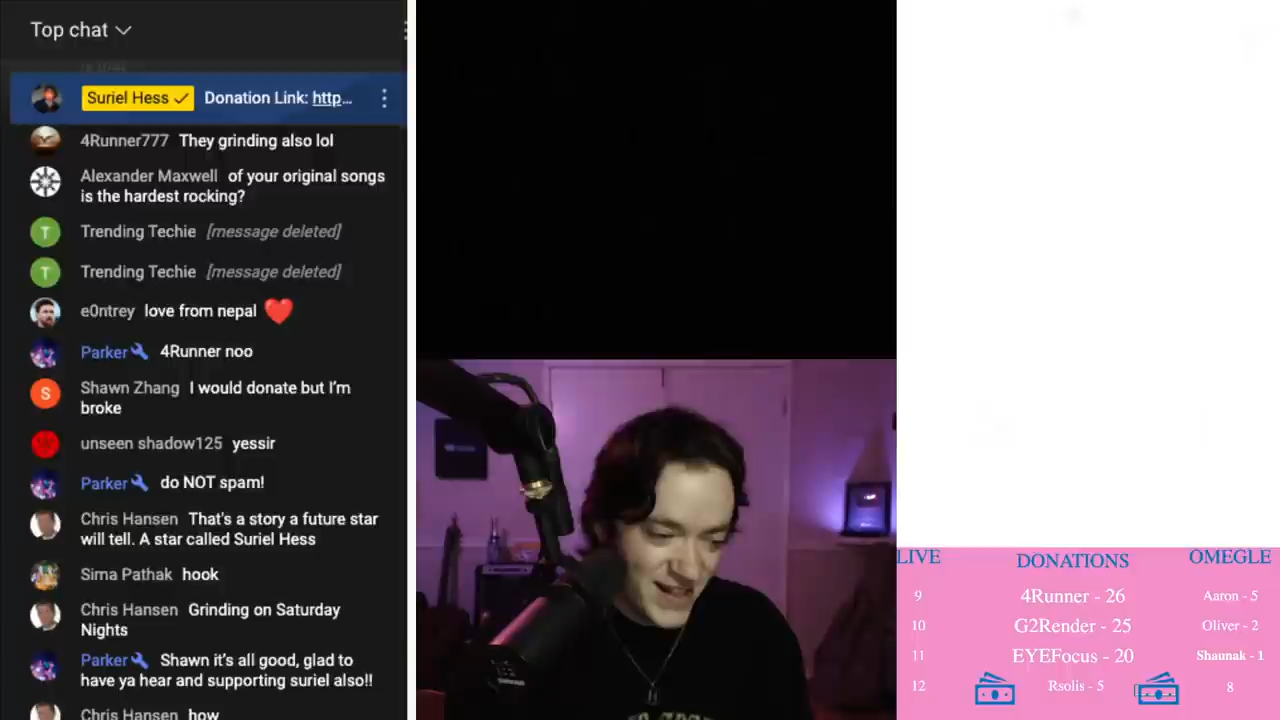 Top chat
Suriel Hess Donation Link: http...
4Runner777 They grinding also lol
Alexander Maxwell of your original songs
is the hardest rocking?
T Trending Techie [message deleted]
T Trending Techie [message deleted]
e0ntrey love from nepal
Parker 4Runner noo
S Shawn Zhang I would donate but I'm
broke
unseen shadow125 yessir
Parker do NOT spam!
Chris Hansen That's a story a future star
will tell. A star called Suriel Hess
Sima Pathak hook
Chris Hansen Grinding on Saturday
Nights
Parker Shawn it's all good, glad to
have ya hear and supporting suriel also!!
Chris Hansen how
LIVE DONATIONS OMEGLE
9 4Runner - 26 Aaron - 5
10 G2Render - 25 Oliver - 2
11 EYEFocus - 20 Shaunak - 1
12 Rsolis - 5 8